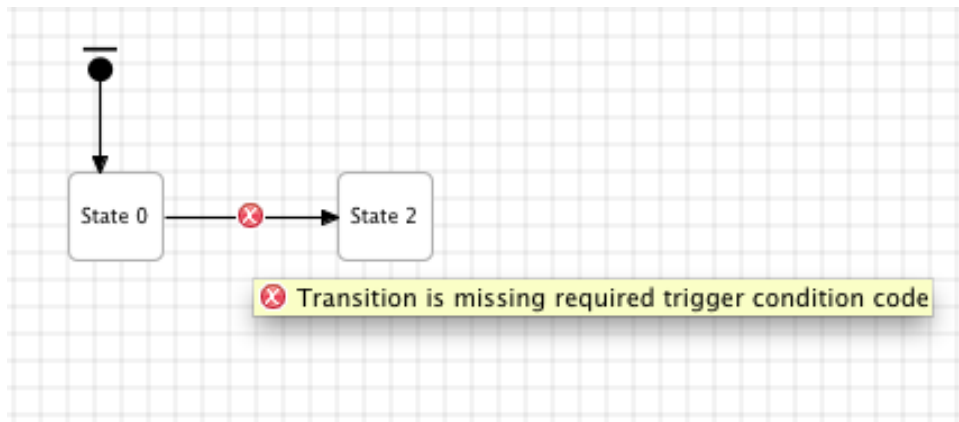 State 0
State 2
Transition is missing required trigger condition code